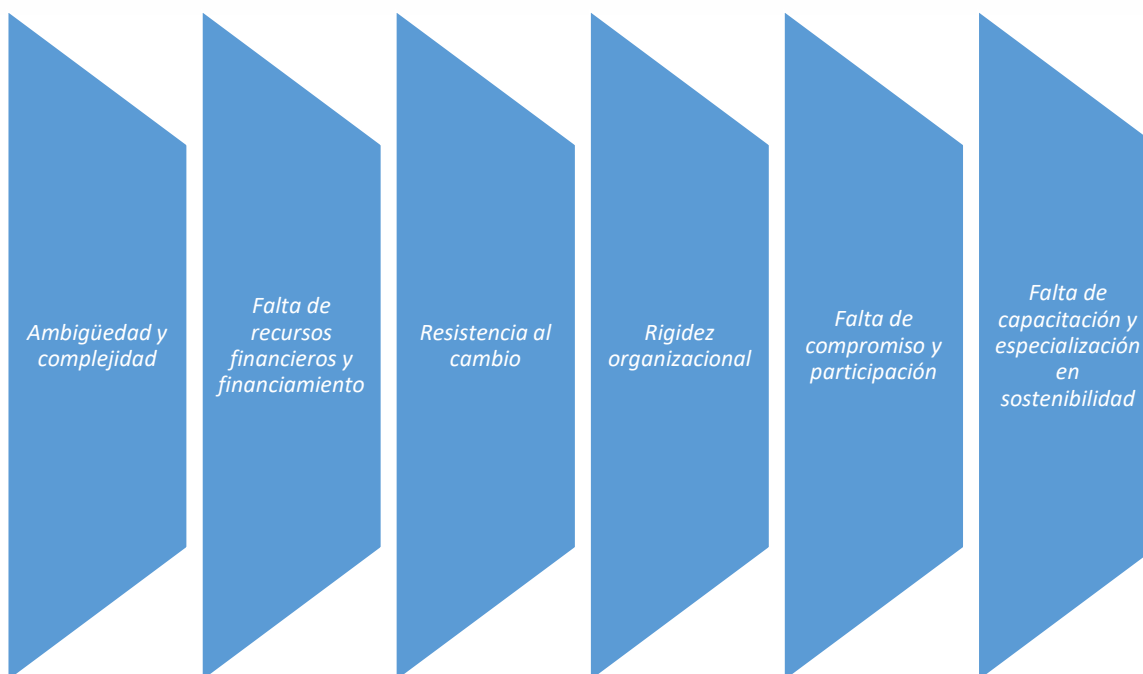 Ambigüedad y
complejidad
Falta de
recursos
financieros y
financiamiento
Resistencia al
cambio
Rigidez
organizacional
Falta de
compromiso y
participación
Falta de
capacitación y
especialización
en
sostenibilidad